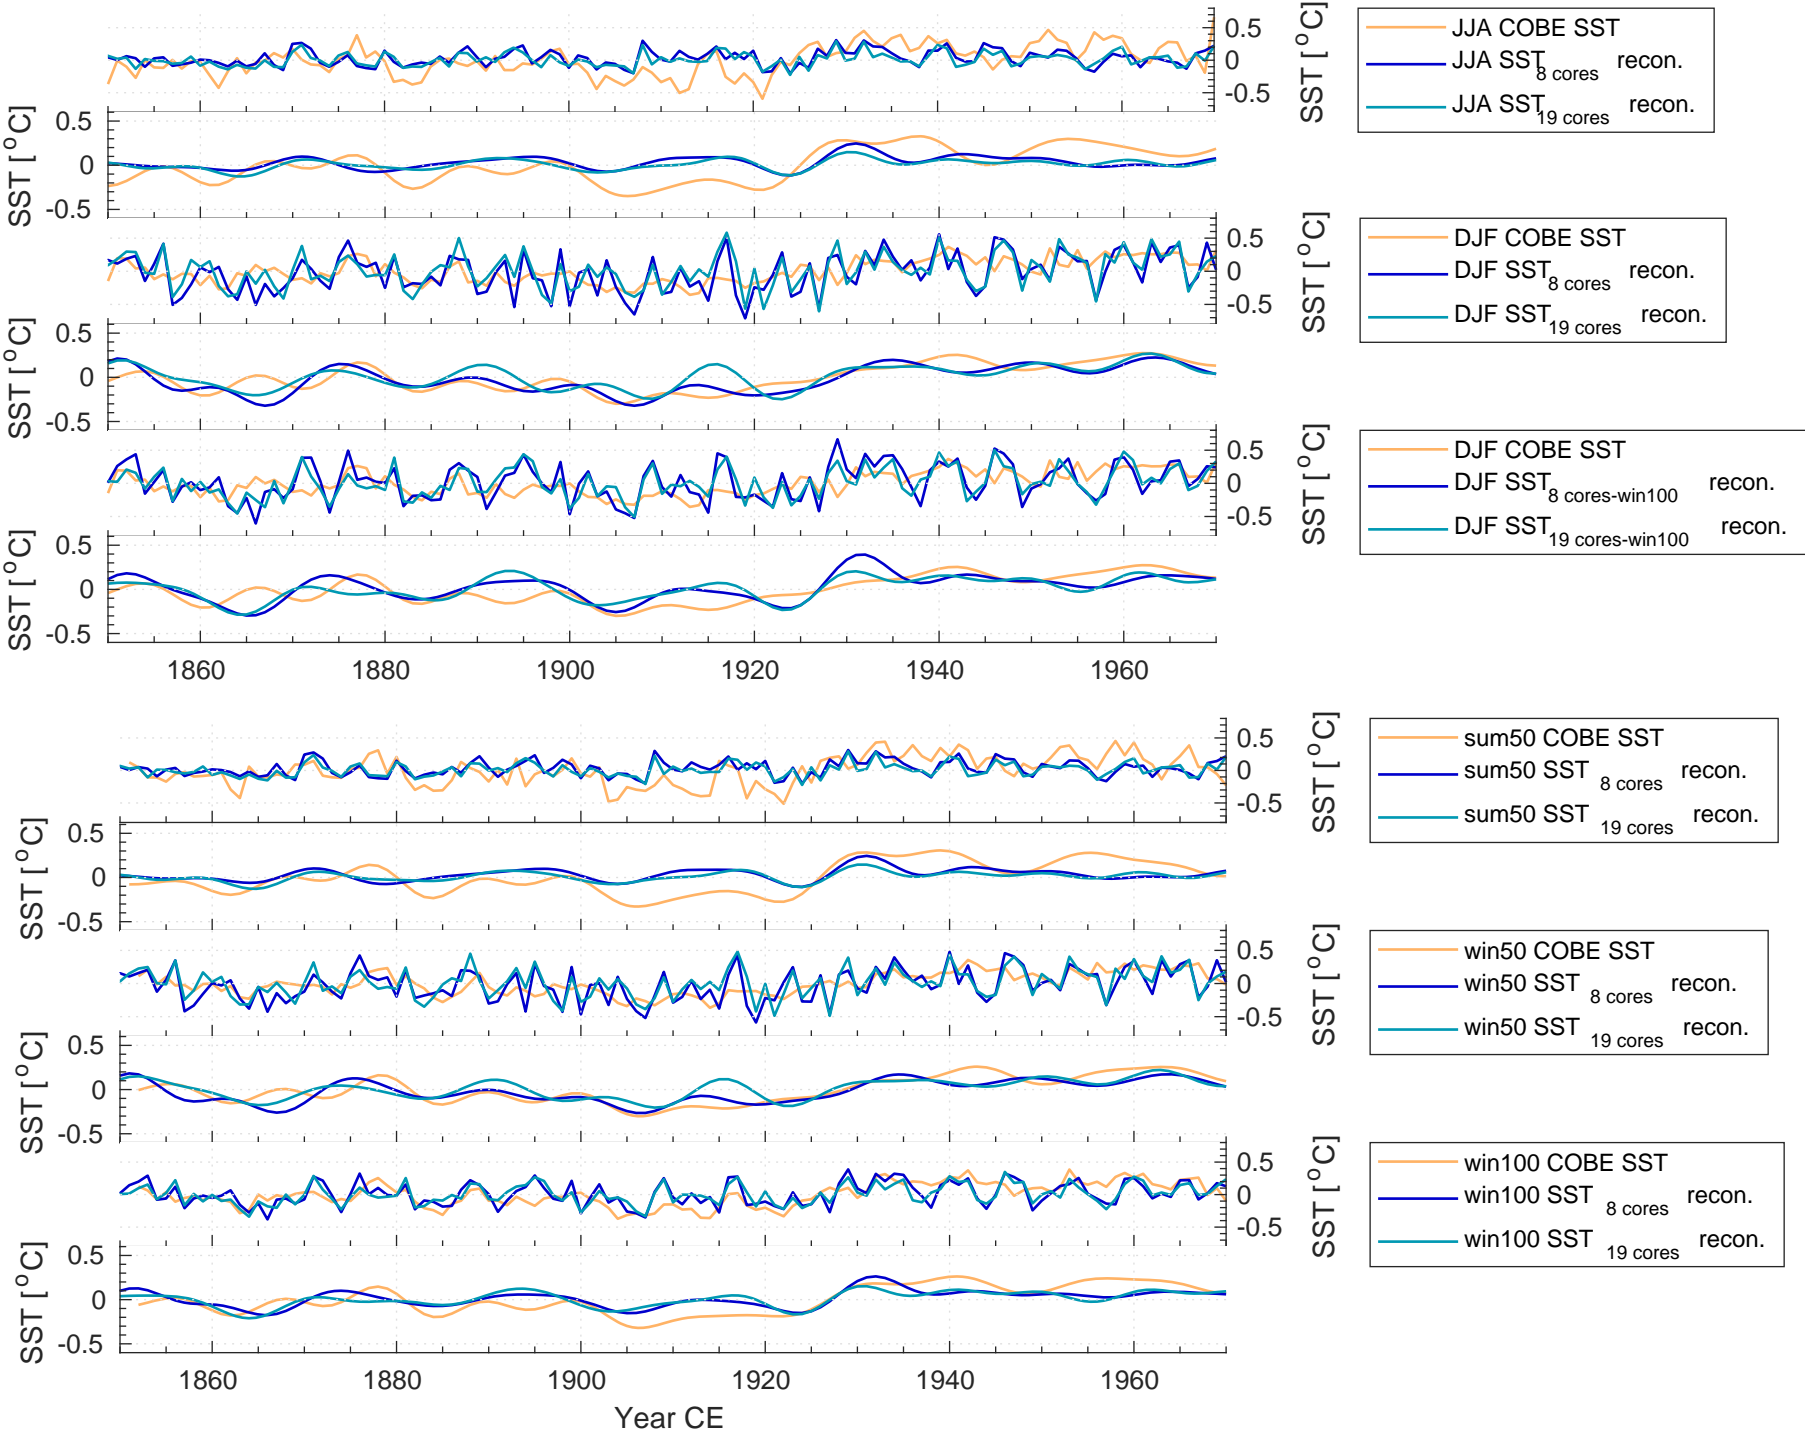 0.5
0
-0.5
SST [°C]
JJA COBE SST
JJA SST8 cores recon.
JJA SST19 cores recon.
SST [°C]
0.5
0
-0.5
0.5
0
-0.5
SST [°C]
DJF COBE SST
DJF SST8 cores recon.
DJF SST19 cores recon.
SST [°C]
0.5
0
-0.5
0.5
0
-0.5
SST [°C]
DJF COBE SST
DJF SST8 cores-win100 recon.
DJF SST19 cores-win100 recon.
SST [°C]
0.5
0
-0.5
1860 1880 1900 1920 1940 1960
0.5
0
-0.5
SST [°C]
sum50 COBE SST
sum50 SST 8 cores recon.
sum50 SST 19 cores recon.
SST [°C]
0.5
0
-0.5
0.5
0
-0.5
SST [°C]
win50 COBE SST
win50 SST 8 cores recon.
win50 SST 19 cores recon.
SST [°C]
0.5
0
-0.5
0.5
0
-0.5
SST [°C]
win100 COBE SST
win100 SST 8 cores recon.
win100 SST 19 cores recon.
SST [°C]
0.5
0
-0.5
1860 1880 1900 1920 1940 1960
Year CE